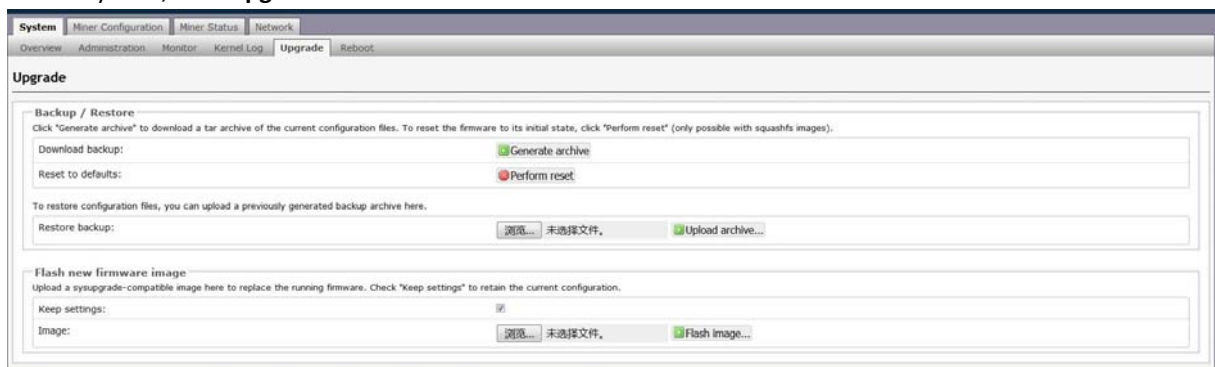 System Miner Configuration Miner Status Network
Overview Administration Monitor Kernel Log Upgrade Reboot
Upgrade
Backup / Restore
Click "Generate archive" to download a tar archive of the current configuration files. To reset the firmware to its initial state, click "Perform reset" (only possible with squashfs images).
Download backup: Generate archive
Reset to defaults: Perform reset
To restore configuration files, you can upload a previously generated backup archive here.
Restore backup: 浏览... 未选择文件。 Upload archive...
Flash new firmware image
Upload a sysupgrade-compatible image here to replace the running firmware. Check "Keep settings" to retain the current configuration.
Keep settings:
Image: 浏览... 未选择文件。 Flash image...